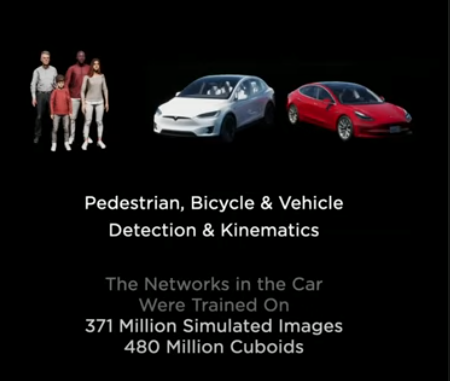 Pedestrian, Bicycle & Vehicle
Detection & Kinematics
The Networks in the Car
Were Trained On
371 Million Simulated Images
480 Million Cuboids